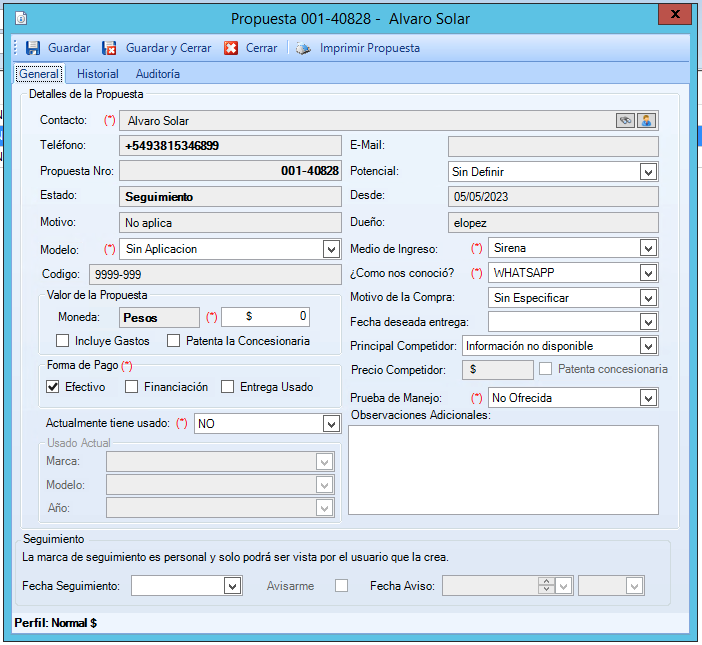 Propuesta 001-40828 - Alvaro Solar
Guardar Guardar y Cerrar Cerrar Imprimir Propuesta
General Historial Auditoría
Detalles de la Propuesta
Contacto: (*) Alvaro Solar
Teléfono: +5493815346899 E-Mail:
Propuesta Nro: 001-40828 Potencial: Sin Definir
Estado: Seguimiento Desde: 05/05/2023
Motivo: No aplica Dueño: elopez
Modelo: (*) Sin Aplicacion Medio de Ingreso: (*) Sirena
Codigo: 9999-999 ¿Como nos conoció? (*) WHATSAPP
Valor de la Propuesta Motivo de la Compra: Sin Especificar
Moneda: Pesos (*) $ 0 Fecha deseada entrega:
Incluye Gastos Patenta la Concesionaria Principal Competidor: Información no disponible
Forma de Pago (*) Precio Competidor: $ Patenta concesionaria
Efectivo Financiación Entrega Usado Prueba de Manejo: (*) No Ofrecida
Actualmente tiene usado: (*) NO Observaciones Adicionales:
Usado Actual
Marca:
Modelo:
Año:
Seguimiento
La marca de seguimiento es personal y solo podrá ser vista por el usuario que la crea.
Fecha Seguimiento: Avisarme Fecha Aviso:
Perfil: Normal $